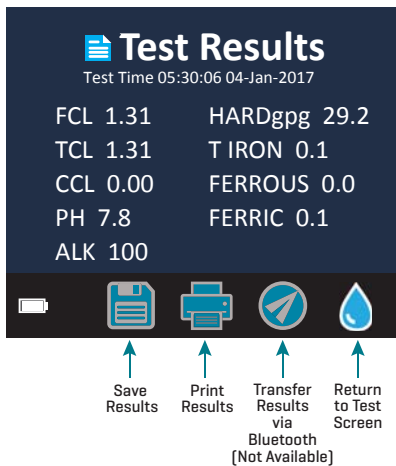 Test Results
Test Time 05:30:06 04-Jan-2017
FCL 1.31
HARDgpg 29.2
TCL 1.31
T IRON 0.1
CCL 0.00
FERROUS 0.0
PH 7.8
FERRIC 0.1
ALK 100
Save
Results
Print
Results
Transfer
Results
via
Bluetooth
(Not Available)
Return
to Test
Screen